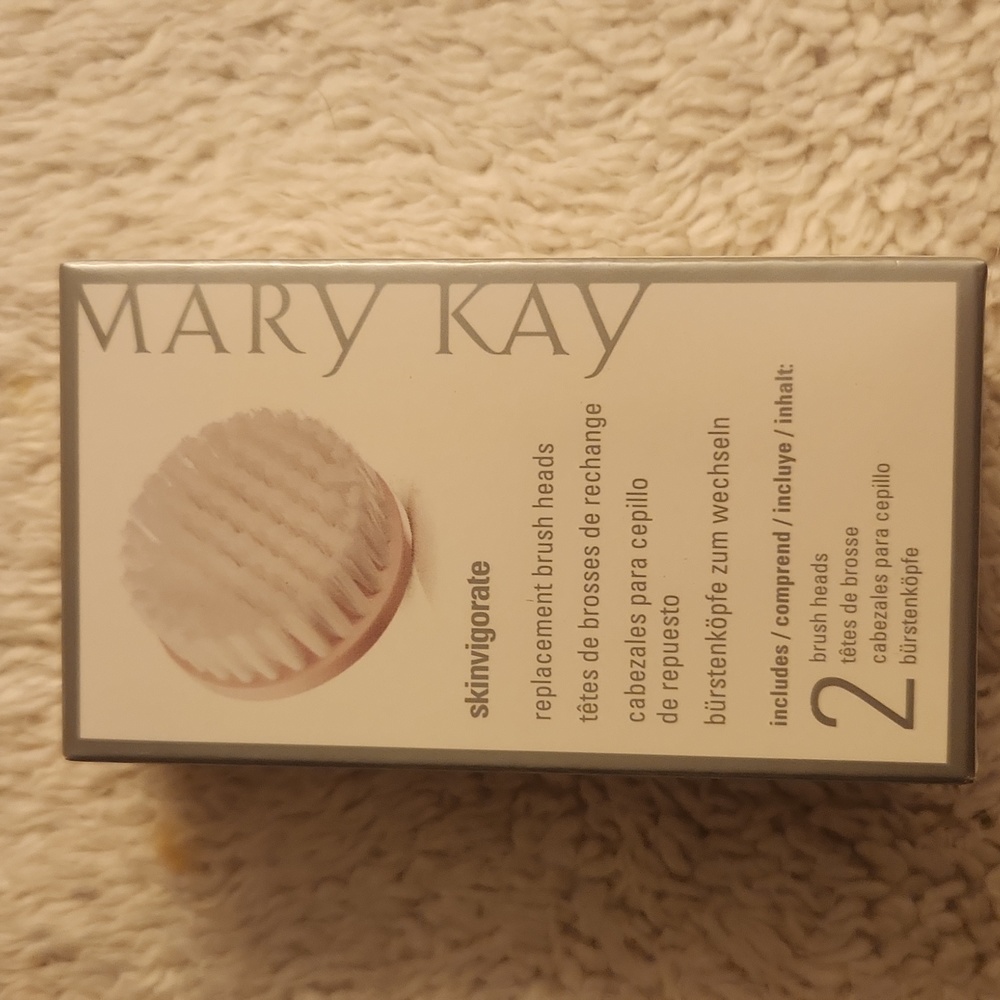 MARY KAY
skinvigorate
replacement brush heads
têtes de brosses de rechange
cabezales para cepillo
de repuesto
bürstenköpfe zum wechseln
includes / comprend / incluye / inhalt:
2
brush heads
têtes de brosse
cabezales para cepillo
bürstenköpfe